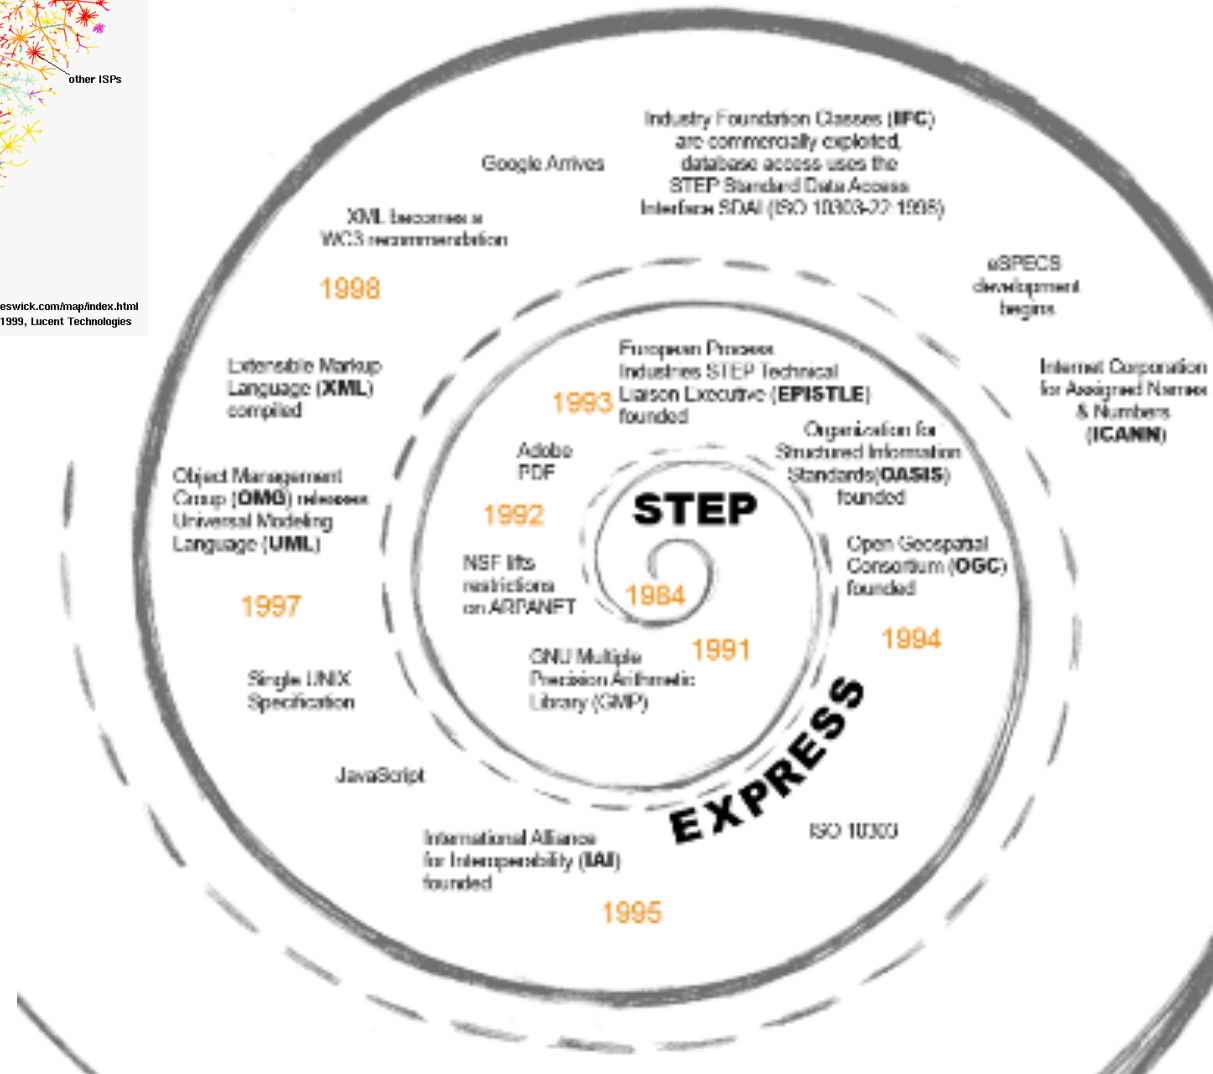 other ISPs
eswick.com/map/index.html
1999, Lucent Technologies
Industry Foundation Classes (IFC)
are commercially exploited,
database access uses the
STEP Standard Data Access
Interface SDAI (ISO 10303-22:1998)
Google Arrives
XML becomes a
WC3 recommendation
1998
eSPECS
development
begins
Internet Corporation
for Assigned Names
& Numbers
(ICANN)
Extensible Markup
Language (XML)
compiled
Object Management
Group (OMG) releases
Universal Modeling
Language (UML)
1997
Single UNIX
Specification
JavaScript
International Alliance
for Interoperability (IAI)
founded
1995
ISO 10303
EXPRESS
1994
Open Geospatial
Consortium (OGC)
founded
Organization for
Structured Information
Standards(OASIS)
founded
European Process
Industries STEP Technical
Liaison Executive (EPISTLE)
founded
1993
Adobe
PDF
1992
NSF lifts
restrictions
on ARPANET
GNU Multiple
Precision Arithmetic
Library (GMP)
1991
STEP
1984